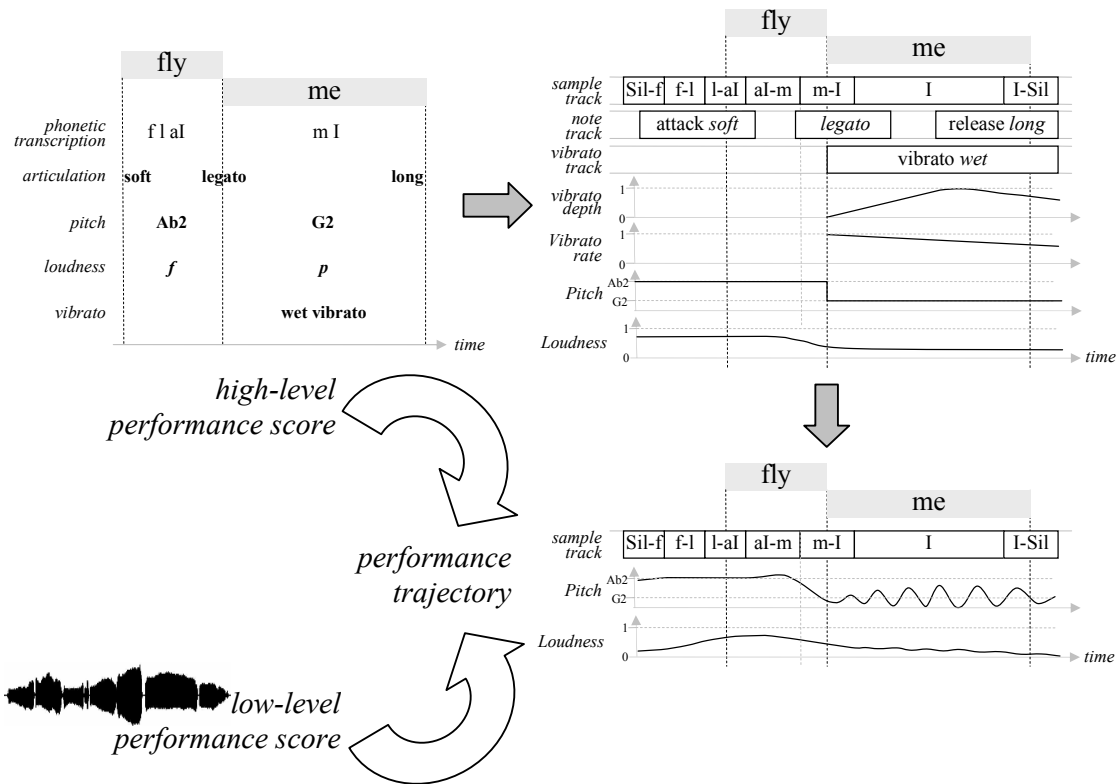 fly
me
phonetic
transcription
f l aI
m I
articulation
soft
legato
long
pitch
Ab2
G2
loudness
f
p
vibrato
wet vibrato
time
fly
me
sample
track
Sil-f
f-l
l-aI
aI-m
m-I
I
I-Sil
note
track
attack soft
legato
release long
vibrato
track
vibrato wet
vibrato
depth
1
0
Vibrato
rate
1
0
Pitch
Ab2
G2
Loudness
1
0
time
high-level
performance score
performance
trajectory
low-level
performance score
fly
me
sample
track
Sil-f
f-l
l-aI
aI-m
m-I
I
I-Sil
Pitch
Ab2
G2
Loudness
1
0
time